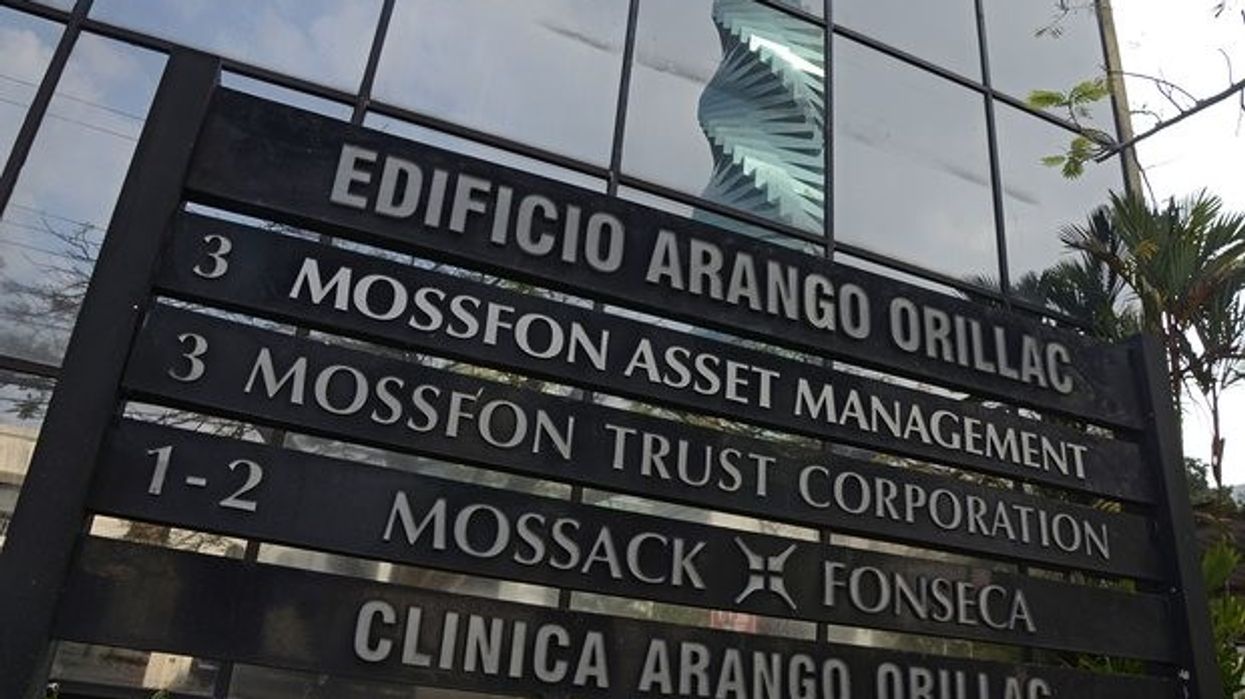 EDIFICIO ARANGO ORILLAC
3 MOSSFON ASSET MANAGEMENT
3 MOSSFON TRUST CORPORATION
1-2 MOSSACK FONSECA
CLINICA ARANGO ORILLAC